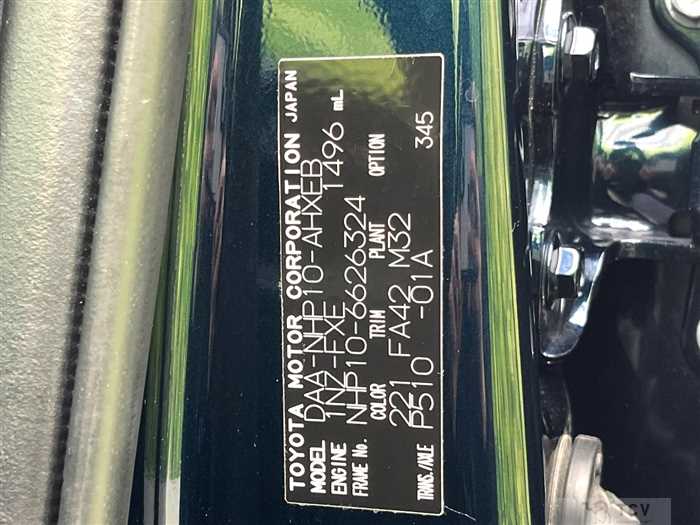 TOYOTA MOTOR CORPORATION JAPAN
MODEL DAA-NHP10-AHXEB
ENGINE 1NZ-FXE 1496 mL
FRAME No. NHP10-6626324
COLOR TRIM PLANT OPTION
221 FA42 M32 345
TRANS./AXLE P510 -01A